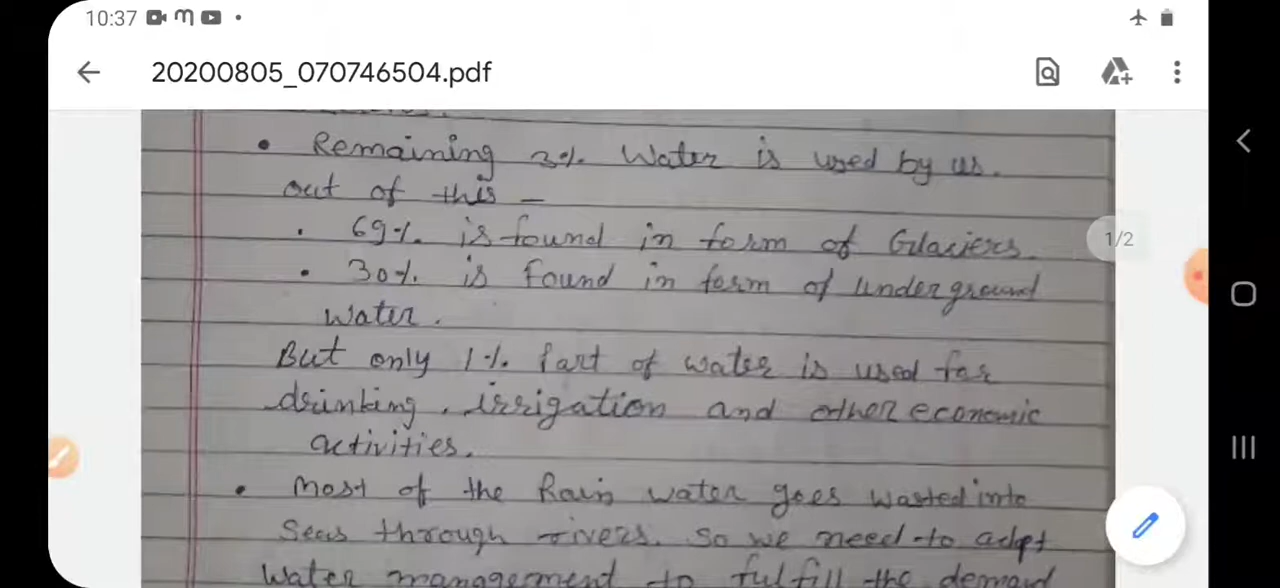 10:37
20200805_070746504.pdf
• Remaining 3% Water is used by us.
out of this —
• 69% is found in form of Glaciers.
1/2
• 30% is found in form of underground
water.
But only 1% Part of water is used for
drinking, irrigation and other economic
activities.
• Most of the Rain water goes wasted into
Seas through rivers. So we need to adpt
Water management to fulfill the demand